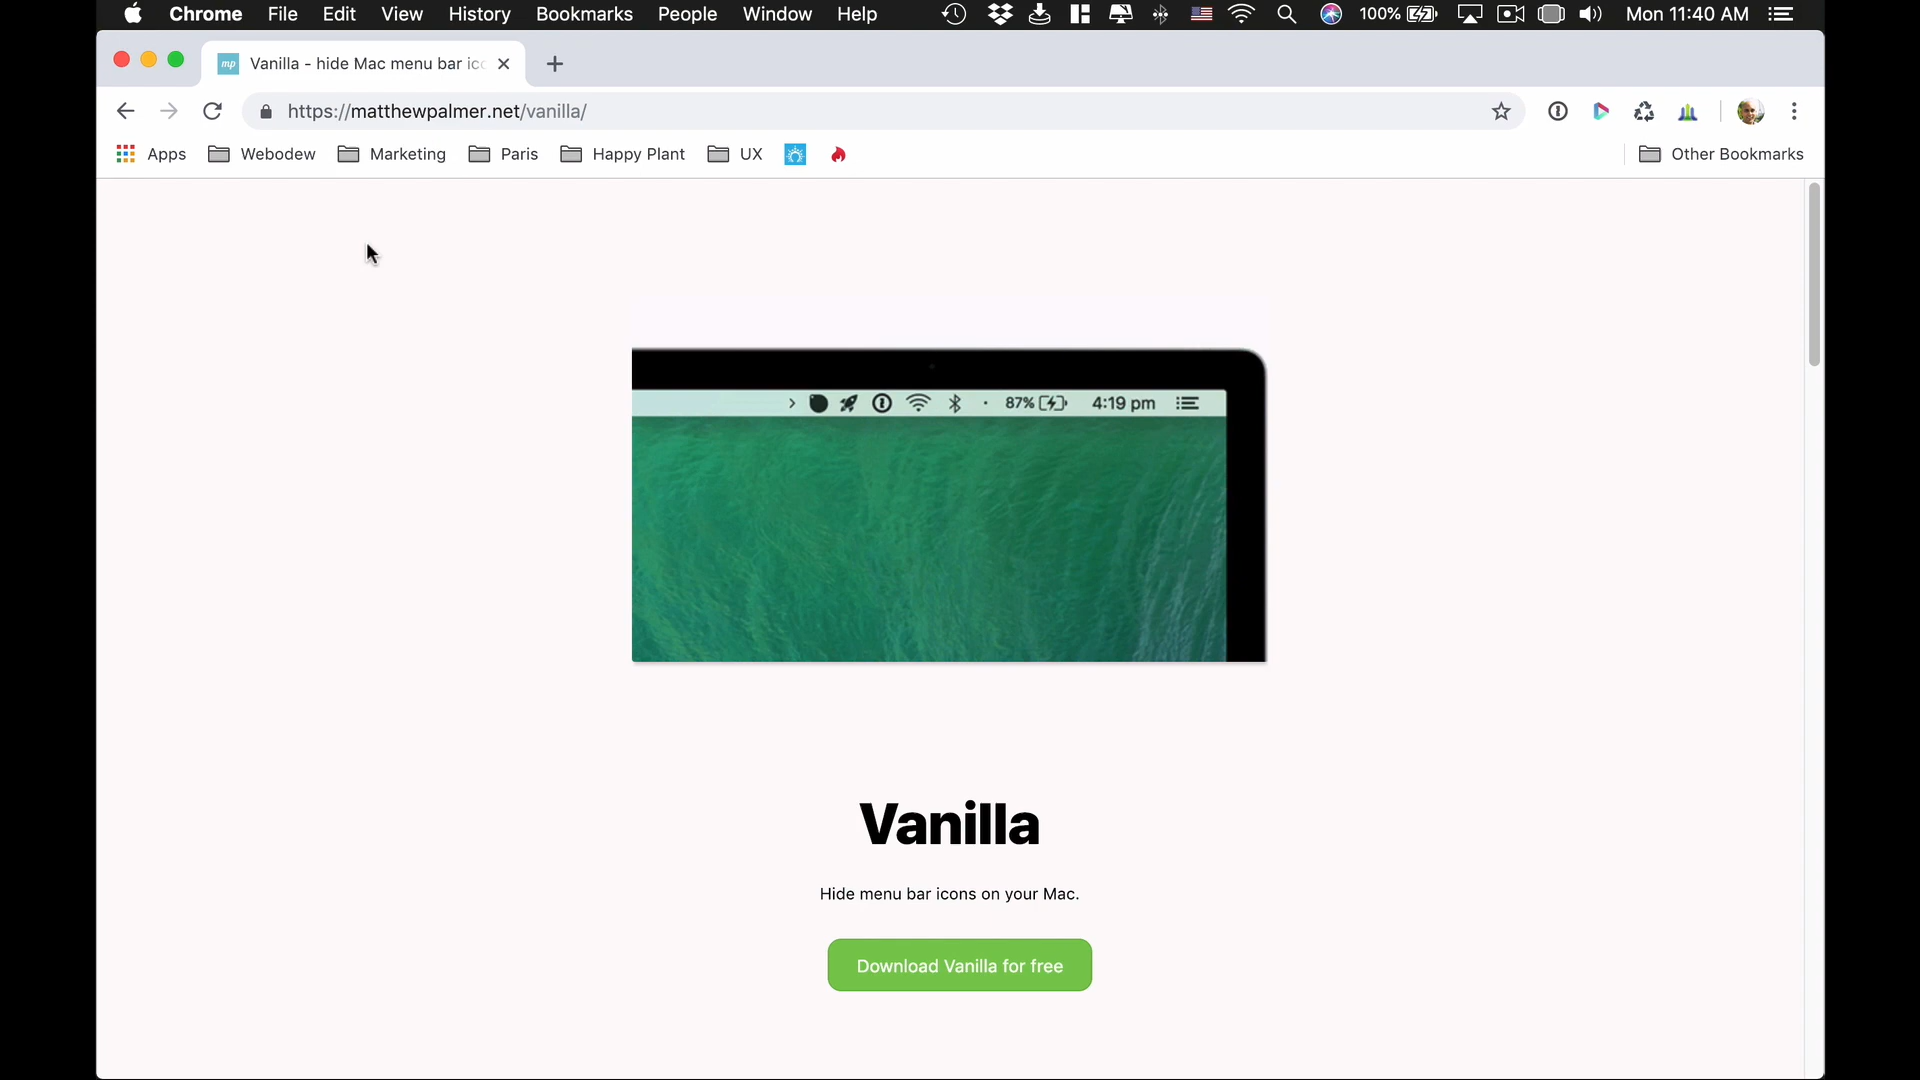 Chrome File Edit View History Bookmarks People Window Help 100% Mon 11:40 AM
mp Vanilla - hide Mac menu bar ic
https://matthewpalmer.net/vanilla/
Apps Webodew Marketing Paris Happy Plant UX Other Bookmarks
87% 4:19 pm
Vanilla
Hide menu bar icons on your Mac.
Download Vanilla for free